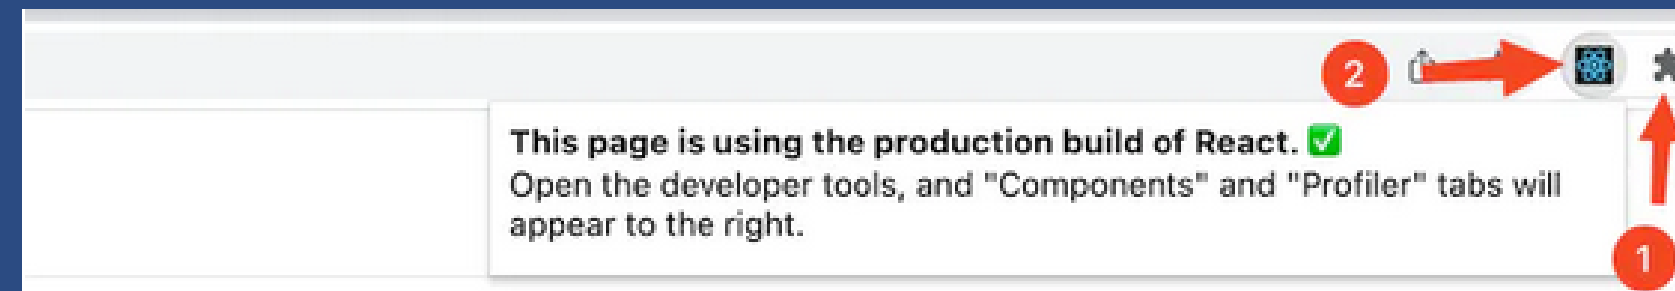 2
This page is using the production build of React. ✅
Open the developer tools, and "Components" and "Profiler" tabs will
appear to the right.
1